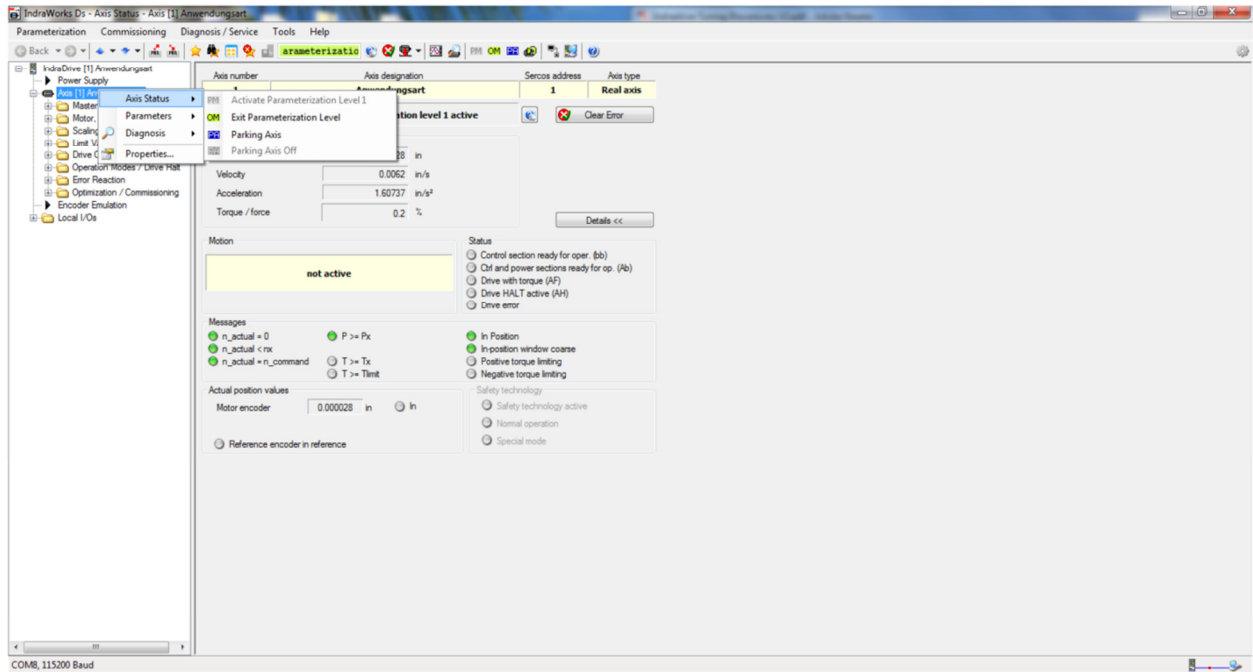 IndraWorks Ds - Axis Status - Axis [1] Anwendungsart
Parameterization Commissioning Diagnosis / Service Tools Help
Back arameterizatio PM OM
IndraDrive [1] Anwendungsart
Power Supply
Axis [1] An
Master
Motor,
Scaling
Limit Va
Drive C
Operation Modes / Drive Halt
Error Reaction
Optimization / Commissioning
Encoder Emulation
Local I/Os
Axis Status
Parameters
Diagnosis
Properties...
PM Activate Parameterization Level 1
OM Exit Parameterization Level
PA Parking Axis
Parking Axis Off
Axis number Axis designation Sercos address Axis type
1 Anwendungsart 1 Real axis
ation level 1 active Clear Error
28 in
Velocity 0.0062 in/s
Acceleration 1.60737 in/s²
Torque / force 0.2 %
Details <<
Motion
not active
Status
Control section ready for oper. (bb)
Ctrl and power sections ready for op. (Ab)
Drive with torque (AF)
Drive HALT active (AH)
Drive error
Messages
n_actual = 0 P >= Px In Position
n_actual < nx In-position window coarse
n_actual = n_command T >= Tx Positive torque limiting
T >= Tlimit Negative torque limiting
Actual position values
Motor encoder 0.000028 in In
Reference encoder in reference
Safety technology
Safety technology active
Normal operation
Special mode
COM8, 115200 Baud